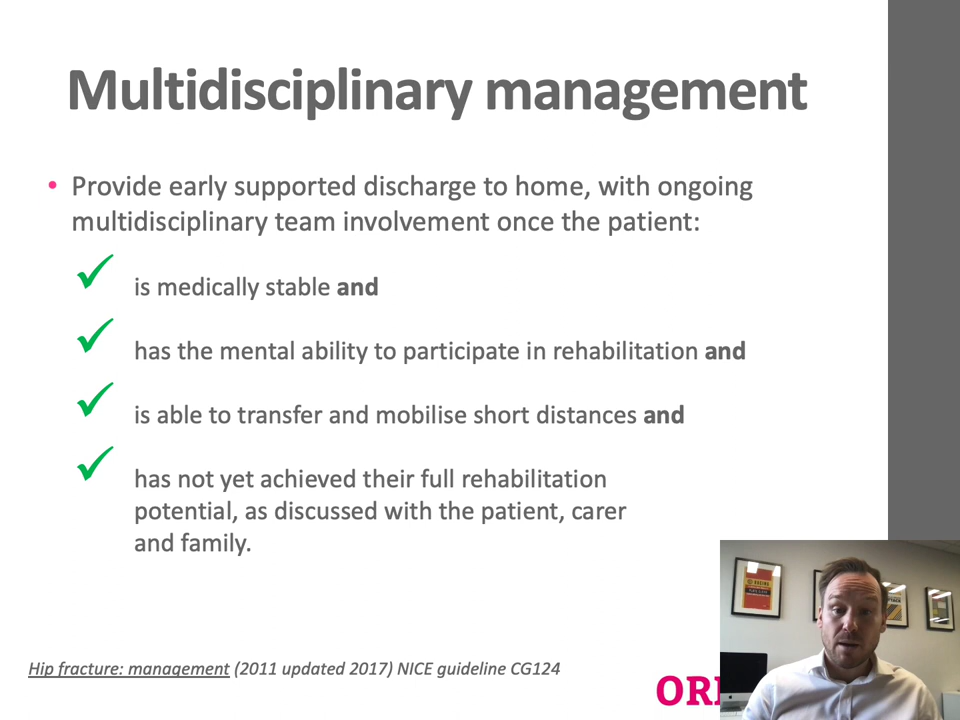 Multidisciplinary management
• Provide early supported discharge to home, with ongoing
multidisciplinary team involvement once the patient:
✓ is medically stable and
✓ has the mental ability to participate in rehabilitation and
✓ is able to transfer and mobilise short distances and
✓ has not yet achieved their full rehabilitation
potential, as discussed with the patient, carer
and family.
Hip fracture: management (2011 updated 2017) NICE guideline CG124